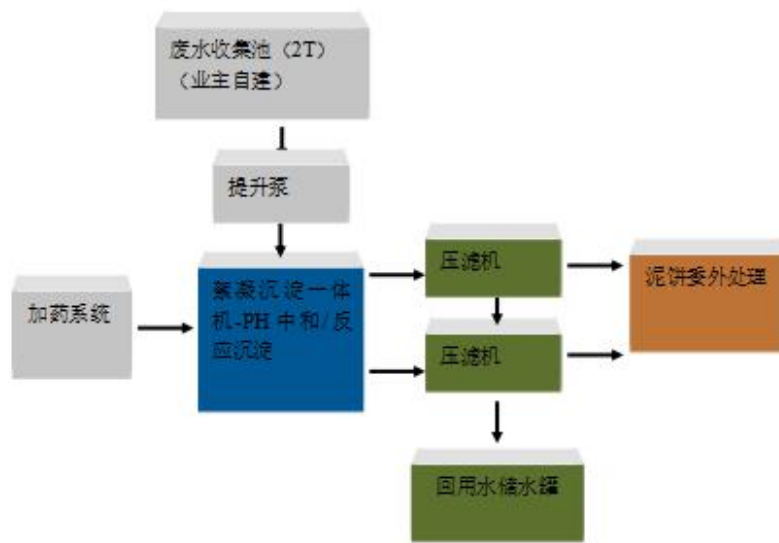 废水收集池（2T）
（业主自建）
提升泵
加药系统
絮凝沉淀一体
机-PH 中和/反
应沉淀
压滤机
压滤机
泥饼委外处理
回用水储水罐